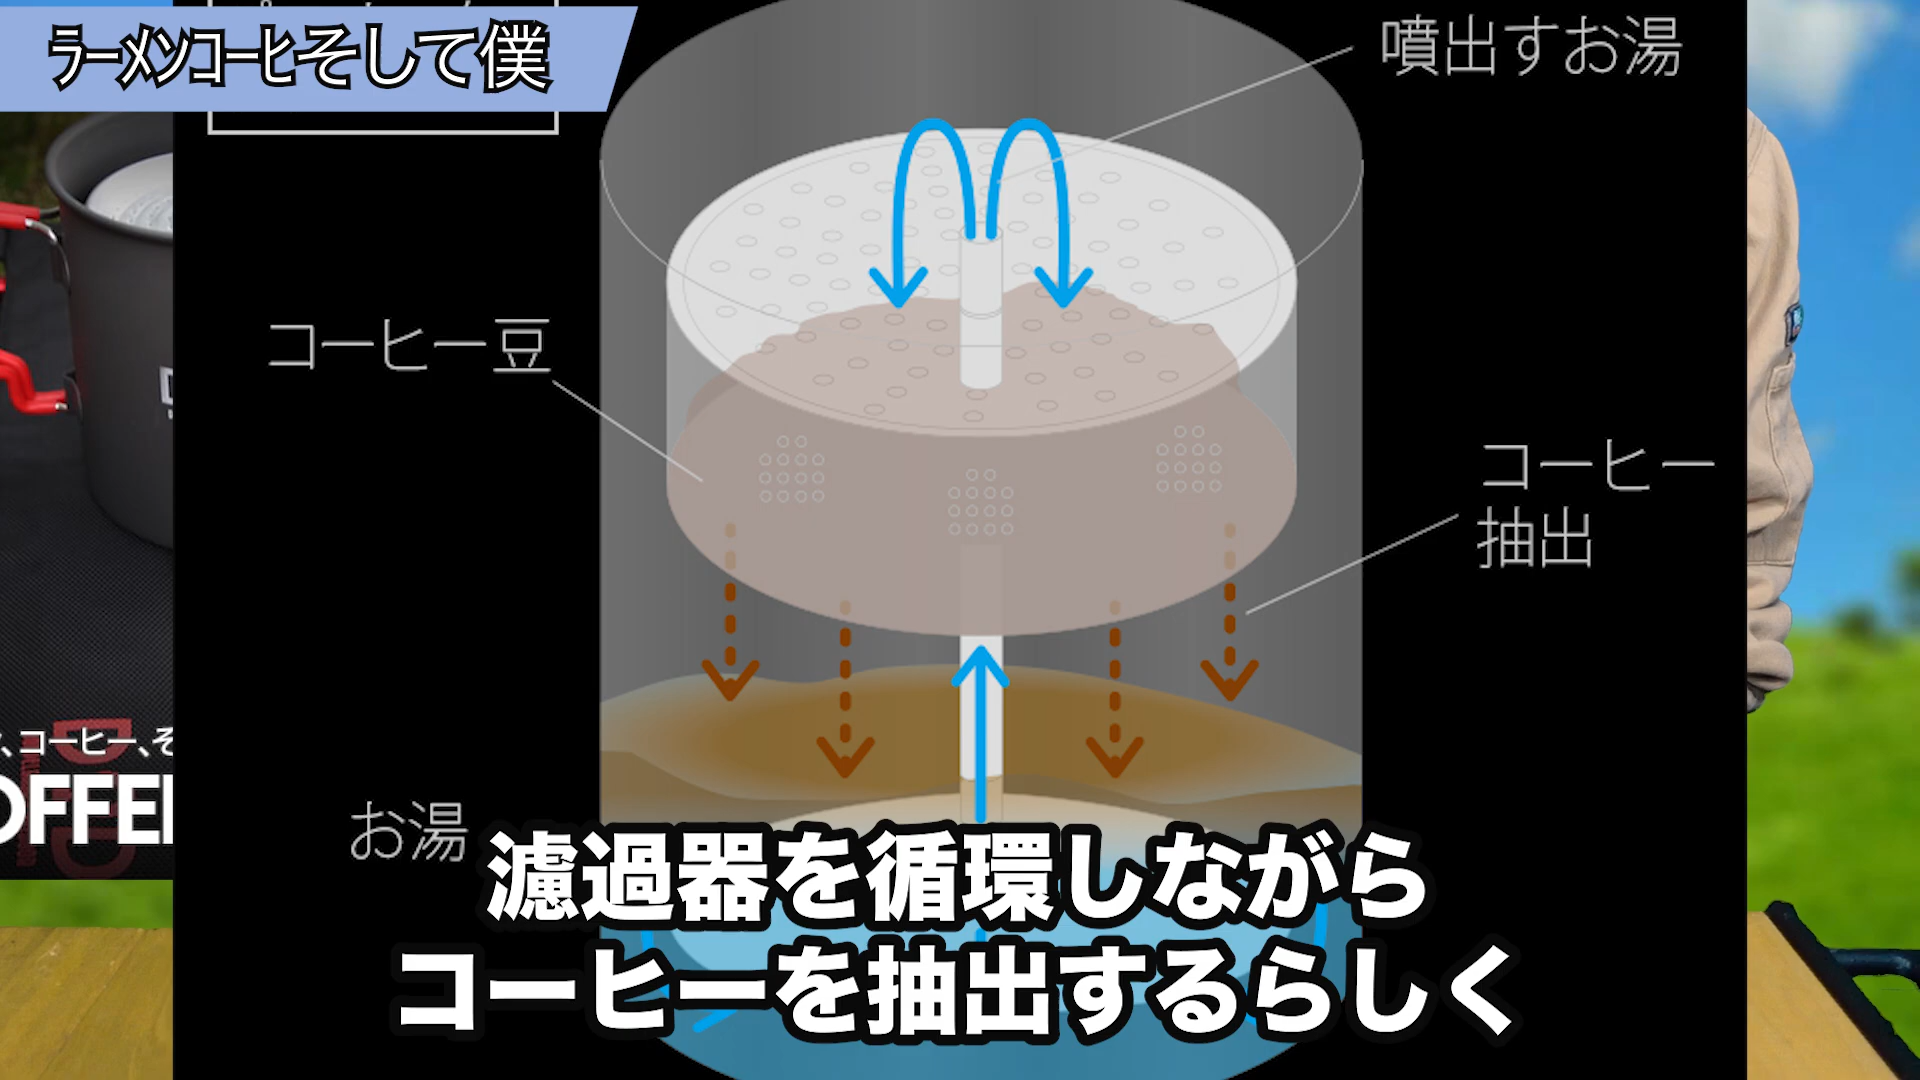 ラーメンコーヒそして僕
噴出すお湯
コーヒー豆
コーヒー
抽出
、コーヒー、そ
OFFE
お湯
濾過器を循環しながら
コーヒーを抽出するらしく